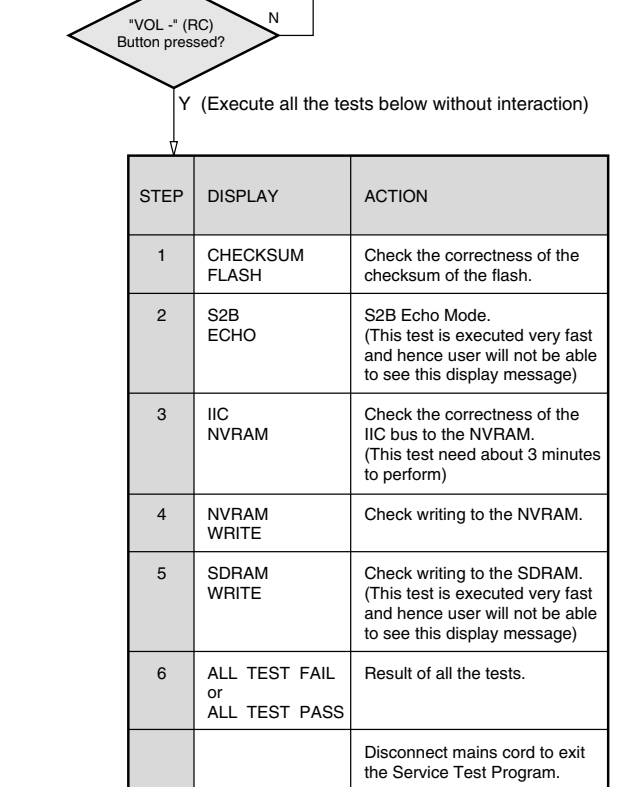 "VOL -" (RC)
Button pressed?
N
Y (Execute all the tests below without interaction)
STEP DISPLAY ACTION
1 CHECKSUM Check the correctness of the
FLASH checksum of the flash.
2 S2B S2B Echo Mode.
ECHO (This test is executed very fast
and hence user will not be able
to see this display message)
3 IIC Check the correctness of the
NVRAM IIC bus to the NVRAM.
(This test need about 3 minutes
to perform)
4 NVRAM Check writing to the NVRAM.
WRITE
5 SDRAM Check writing to the SDRAM.
WRITE (This test is executed very fast
and hence user will not be able
to see this display message)
6 ALL TEST FAIL Result of all the tests.
or
ALL TEST PASS
Disconnect mains cord to exit
the Service Test Program.